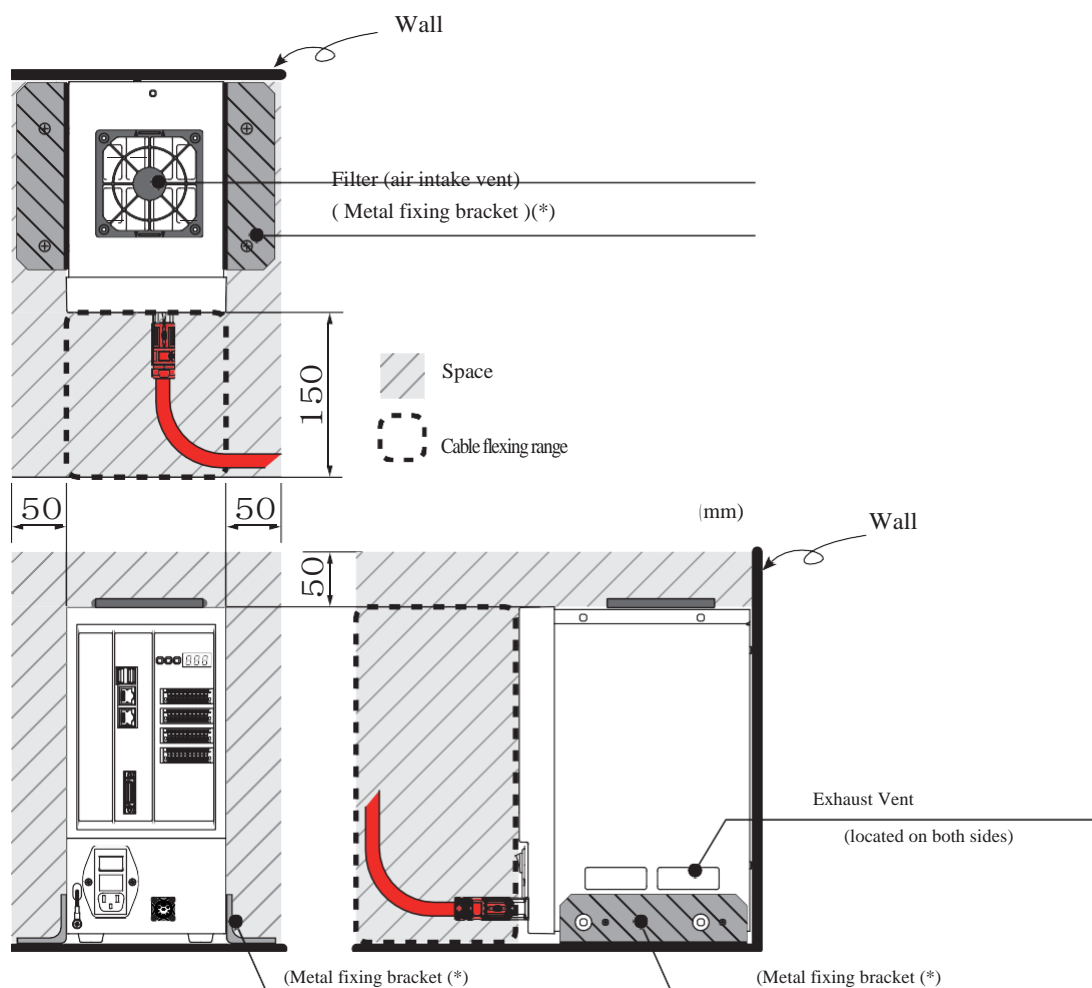 Wall
Filter (air intake vent)
( Metal fixing bracket )(*)
150
Space
Cable flexing range
50
50
(mm)
Wall
50
888
Exhaust Vent
(located on both sides)
(Metal fixing bracket (*)
(Metal fixing bracket (*)